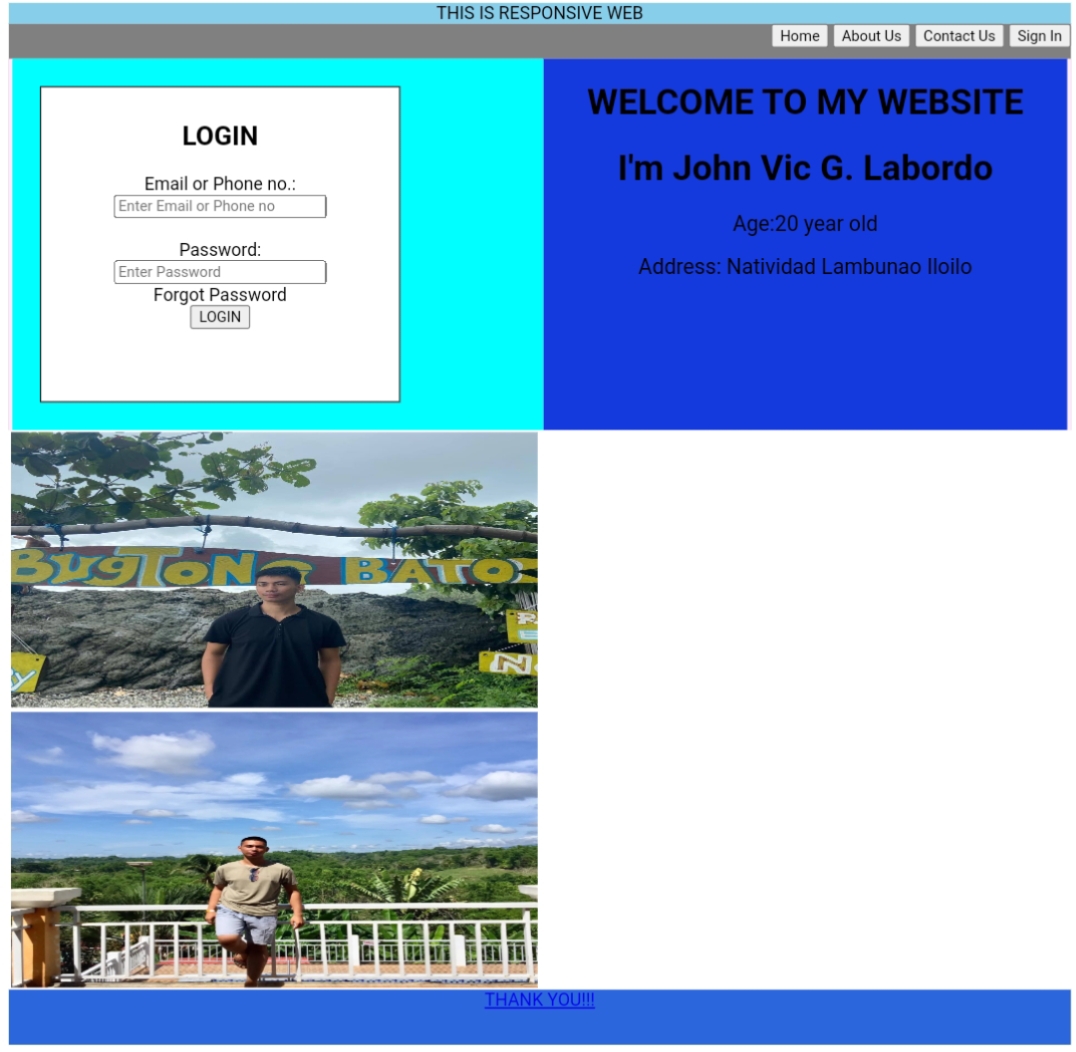 THIS IS RESPONSIVE WEB
Home About Us Contact Us Sign In
LOGIN
Email or Phone no.:
Enter Email or Phone no
Password:
Enter Password
Forgot Password
LOGIN
WELCOME TO MY WEBSITE
I'm John Vic G. Labordo
Age:20 year old
Address: Natividad Lambunao Iloilo
BUgToNG BATO
THANK YOU!!!